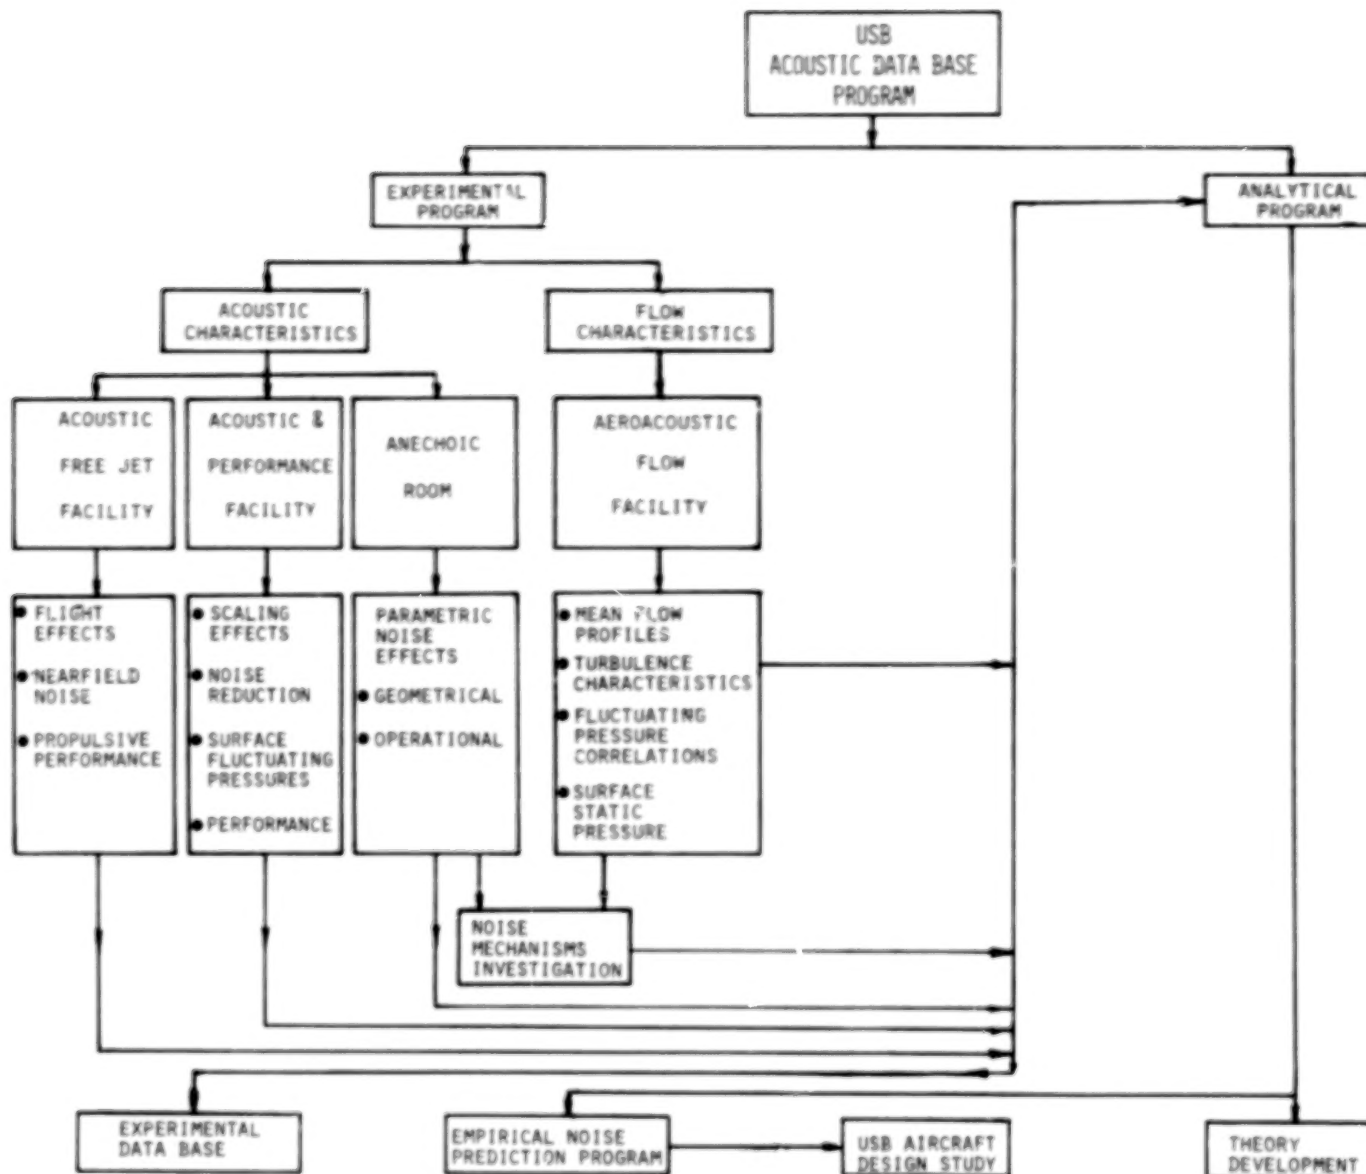 USB
ACOUSTIC DATA BASE
PROGRAM
EXPERIMENTAL
PROGRAM
ANALYTICAL
PROGRAM
ACOUSTIC
CHARACTERISTICS
FLOW
CHARACTERISTICS
ACOUSTIC
FREE JET
FACILITY
ACOUSTIC &
PERFORMANCE
FACILITY
ANECHOIC
ROOM
AEROACOUSTIC
FLOW
FACILITY
● FLIGHT
EFFECTS
● NEARFIELD
NOISE
● PROPULSIVE
PERFORMANCE
● SCALING
EFFECTS
● NOISE
REDUCTION
● SURFACE
FLUCTUATING
PRESSURES
● PERFORMANCE
PARAMETRIC
NOISE
EFFECTS
● GEOMETRICAL
● OPERATIONAL
● MEAN FLOW
PROFILES
● TURBULENCE
CHARACTERISTICS
● FLUCTUATING
PRESSURE
CORRELATIONS
● SURFACE
STATIC
PRESSURE
NOISE
MECHANISMS
INVESTIGATION
EXPERIMENTAL
DATA BASE
EMPIRICAL NOISE
PREDICTION PROGRAM
USB AIRCRAFT
DESIGN STUDY
THEORY
DEVELOPMENT